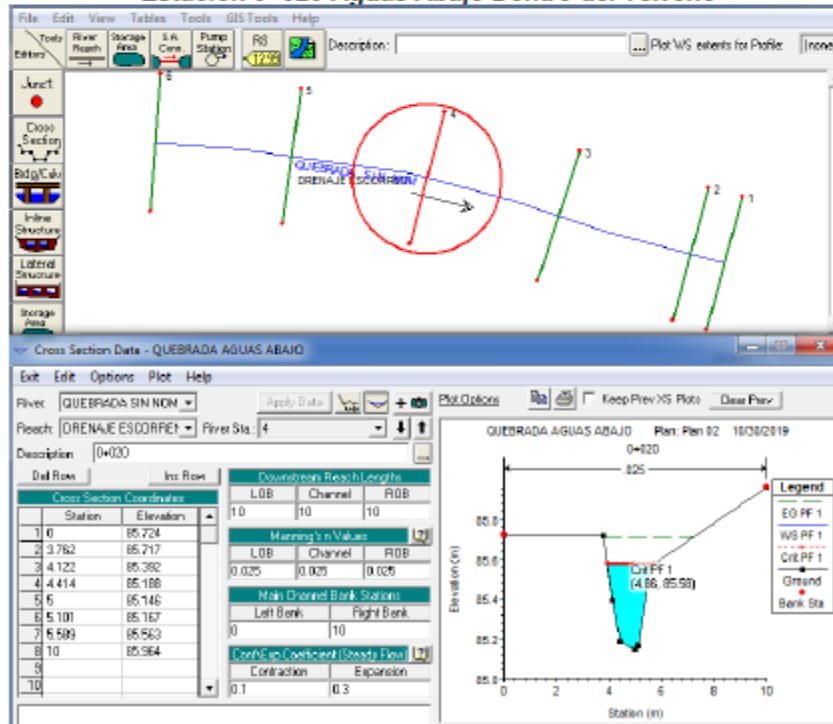 Estación 0+020 Aguas Abajo Dentro del Terreno
File Edit View Tables Tools GIS Tools Help
Tools
Editors
River Reach
Storage Area
S.A. Conn.
Pump Station
RS
Description:
...
Plot WS extents for Profile:
(none
Junct
Cross Section
Brdg/Culv
Inline Structure
Lateral Structure
Storage Area
6
5
4
3
2
1
QUEBRADA SIN
DRENAJE ESCORREN
Cross Section Data - QUEBRADA AGUAS ABAJO
Exit Edit Options Plot Help
River: QUEBRADA SIN NOM
Apply Data
Plot Options
Keep Prev XS Plots
Clear Prev
Reach: DRENAJE ESCORREN
River Sta.: 4
Description 0+020
...
Del Row
Ins Row
Cross Section Coordinates
Station Elevation
1 0 85.724
2 3.762 85.717
3 4.122 85.392
4 4.414 85.188
5 5 85.146
6 5.101 85.167
7 5.589 85.563
8 10 85.964
9
10
Downstream Reach Lengths
LOB Channel ROB
10 10 10
Manning's n Values
LOB Channel ROB
0.025 0.025 0.025
Main Channel Bank Stations
Left Bank Right Bank
0 10
Cont\Exp Coefficient (Steady Flow)
Contraction Expansion
0.1 0.3
QUEBRADA AGUAS ABAJO Plan: Plan 02 10/30/2019
0+020
.025
Elevation (m)
85.8
85.6
85.4
85.2
85.0
0 2 4 6 8 10
Station (m)
Crit PF 1
(4.86, 85.58)
Legend
EG PF 1
WS PF 1
Crit PF 1
Ground
Bank Sta